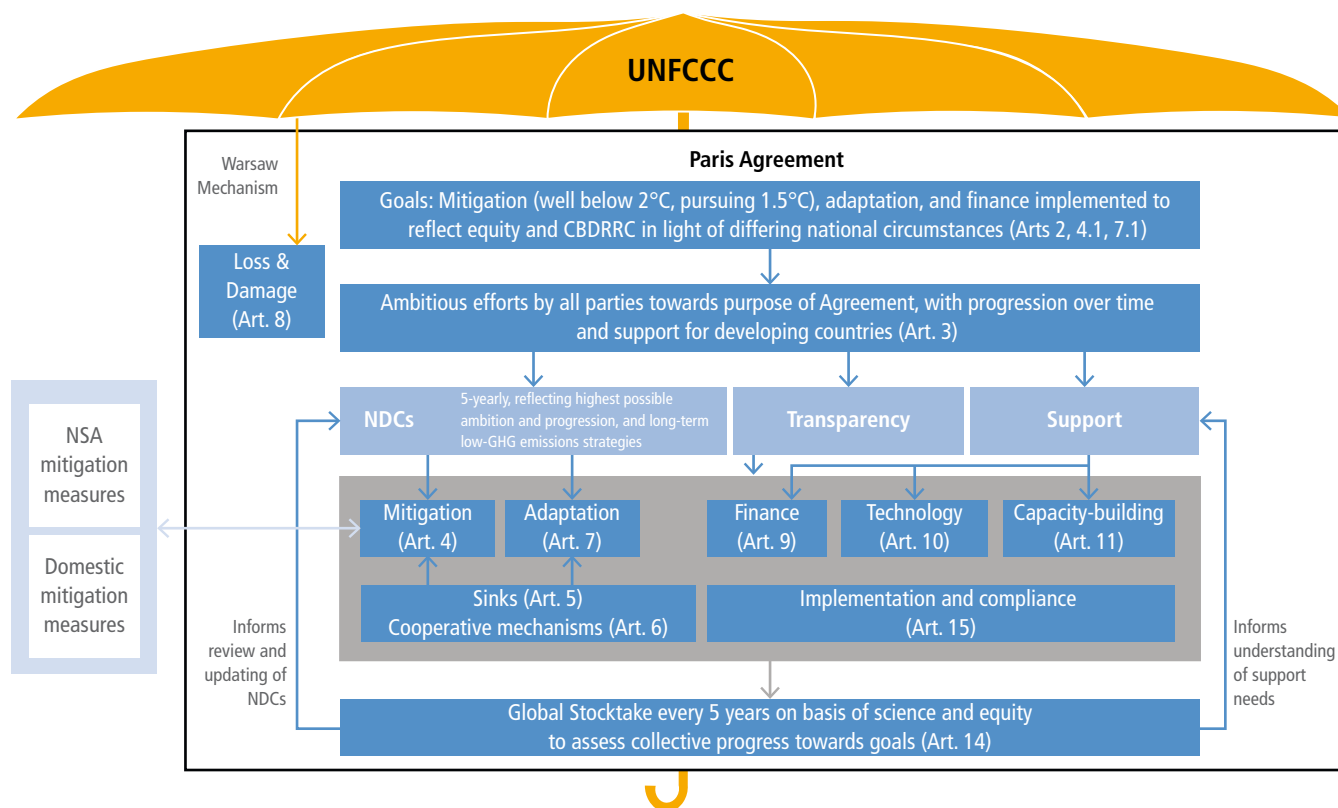 UNFCCC
Paris Agreement
Warsaw
Mechanism
Goals: Mitigation (well below 2°C, pursuing 1.5°C), adaptation, and finance implemented to
reflect equity and CBDRRC in light of differing national circumstances (Arts 2, 4.1, 7.1)
Loss &
Damage
(Art. 8)
Ambitious efforts by all parties towards purpose of Agreement, with progression over time
and support for developing countries (Art. 3)
NDCs
5-yearly, reflecting highest possible
ambition and progression, and long-term
low-GHG emissions strategies
Transparency
Support
NSA
mitigation
measures
Domestic
mitigation
measures
Mitigation
(Art. 4)
Adaptation
(Art. 7)
Finance
(Art. 9)
Technology
(Art. 10)
Capacity-building
(Art. 11)
Sinks (Art. 5)
Cooperative mechanisms (Art. 6)
Implementation and compliance
(Art. 15)
Informs
review and
updating of
NDCs
Informs
understanding
of support
needs
Global Stocktake every 5 years on basis of science and equity
to assess collective progress towards goals (Art. 14)